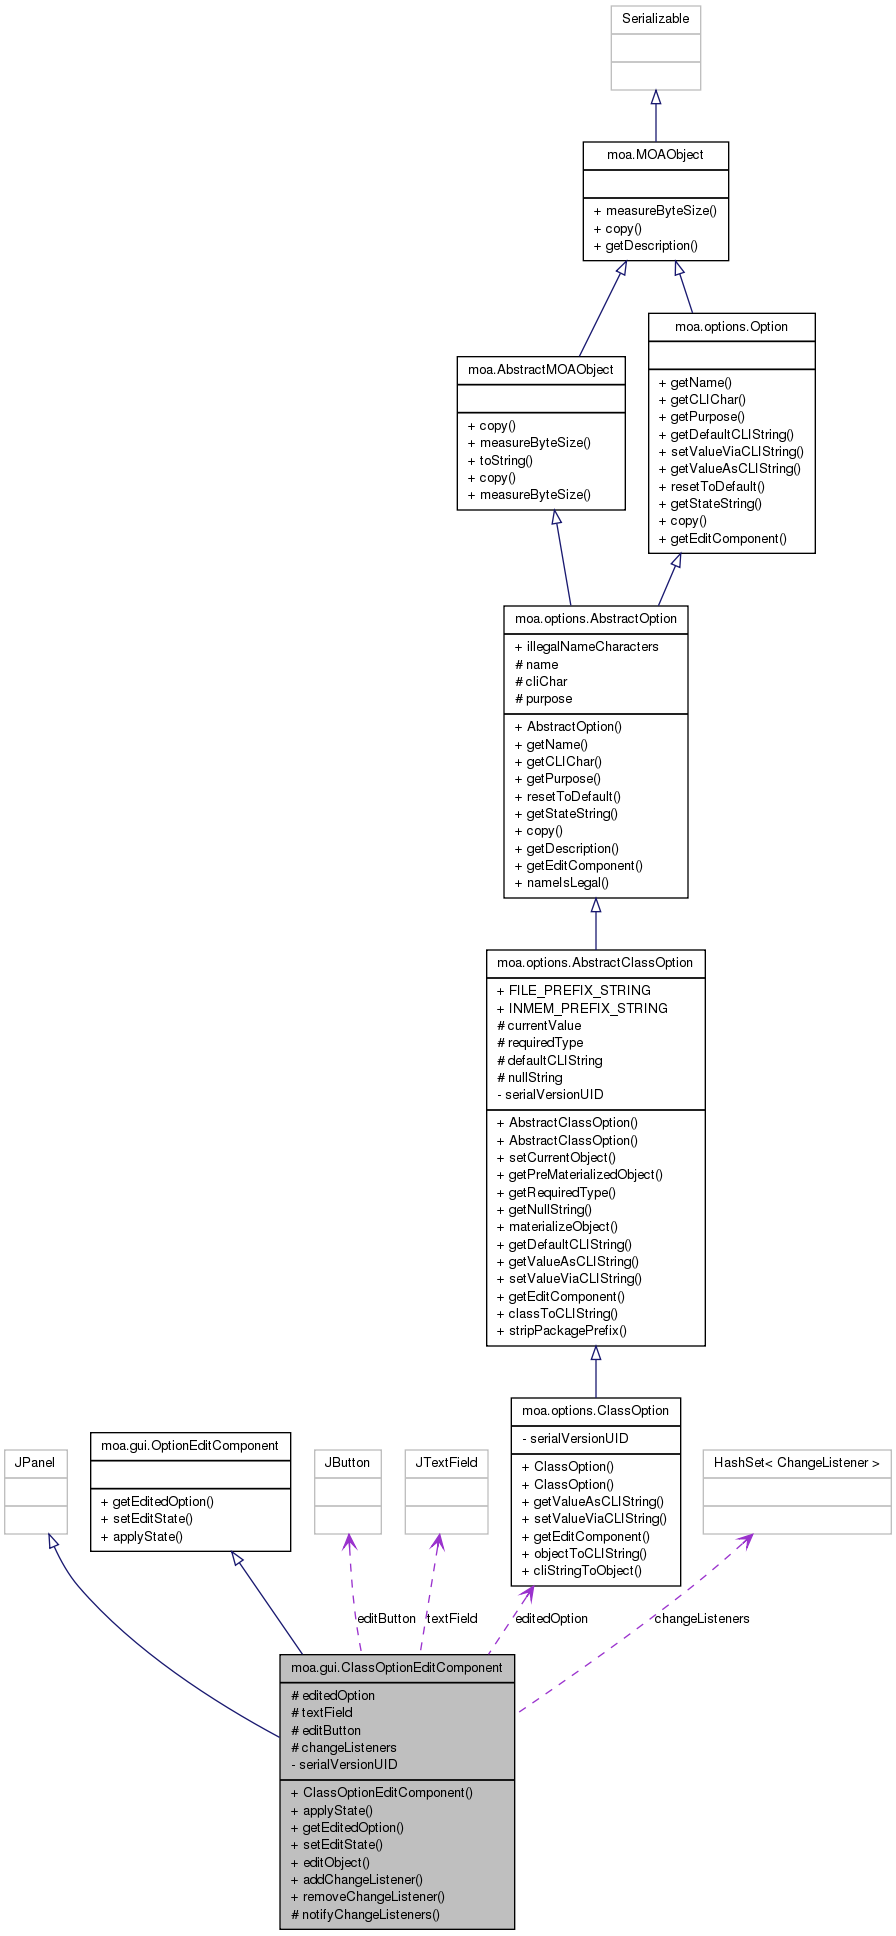 Serializable
moa.MOAObject
+ measureByteSize()
+ copy()
+ getDescription()
moa.options.Option
+ getName()
+ getCLIChar()
+ getPurpose()
+ getDefaultCLIString()
+ setValueViaCLIString()
+ getValueAsCLIString()
+ resetToDefault()
+ getStateString()
+ copy()
+ getEditComponent()
moa.AbstractMOAObject
+ copy()
+ measureByteSize()
+ toString()
+ copy()
+ measureByteSize()
moa.options.AbstractOption
+ illegalNameCharacters
# name
# cliChar
# purpose
+ AbstractOption()
+ getName()
+ getCLIChar()
+ getPurpose()
+ resetToDefault()
+ getStateString()
+ copy()
+ getDescription()
+ getEditComponent()
+ nameIsLegal()
moa.options.AbstractClassOption
+ FILE_PREFIX_STRING
+ INMEM_PREFIX_STRING
# currentValue
# requiredType
# defaultCLIString
# nullString
- serialVersionUID
+ AbstractClassOption()
+ AbstractClassOption()
+ setCurrentObject()
+ getPreMaterializedObject()
+ getRequiredType()
+ getNullString()
+ materializeObject()
+ getDefaultCLIString()
+ getValueAsCLIString()
+ setValueViaCLIString()
+ getEditComponent()
+ classToCLIString()
+ stripPackagePrefix()
JPanel
moa.gui.OptionEditComponent
+ getEditedOption()
+ setEditState()
+ applyState()
JButton
JTextField
moa.options.ClassOption
- serialVersionUID
+ ClassOption()
+ ClassOption()
+ getValueAsCLIString()
+ setValueViaCLIString()
+ getEditComponent()
+ objectToCLIString()
+ cliStringToObject()
HashSet< ChangeListener >
editButton
textField
editedOption
changeListeners
moa.gui.ClassOptionEditComponent
# editedOption
# textField
# editButton
# changeListeners
- serialVersionUID
+ ClassOptionEditComponent()
+ applyState()
+ getEditedOption()
+ setEditState()
+ editObject()
+ addChangeListener()
+ removeChangeListener()
# notifyChangeListeners()